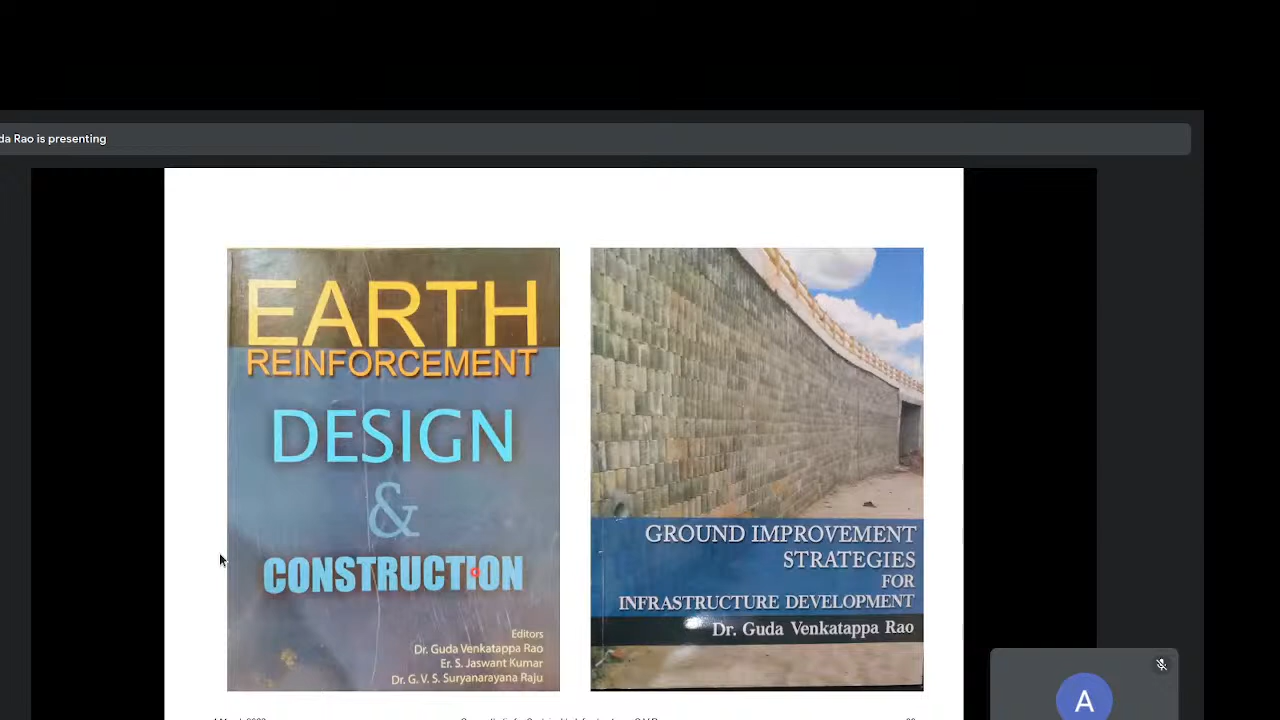 da Rao is presenting
EARTH
REINFORCEMENT
DESIGN
&
CONSTRUCTION
Editors
Dr. Guda Venkatappa Rao
Er. S. Jaswant Kumar
Dr. G. V. S. Suryanarayana Raju
GROUND IMPROVEMENT
STRATEGIES
FOR
INFRASTRUCTURE DEVELOPMENT
Dr. Guda Venkatappa Rao
A